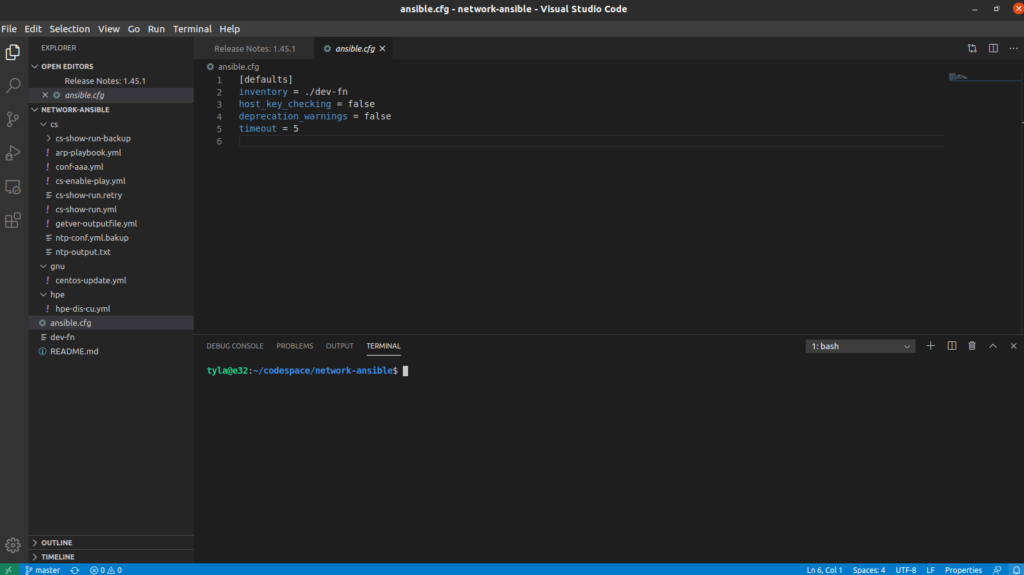 ansible.cfg - network-ansible - Visual Studio Code
File Edit Selection View Go Run Terminal Help
EXPLORER
OPEN EDITORS
Release Notes: 1.45.1
ansible.cfg
NETWORK-ANSIBLE
cs
cs-show-run-backup
! arp-playbook.yml
! conf-aaa.yml
! cs-enable-play.yml
cs-show-run.retry
! cs-show-run.yml
! getver-outputfile.yml
ntp-conf.yml.bakup
ntp-output.txt
gnu
! centos-update.yml
hpe
! hpe-dis-cu.yml
ansible.cfg
dev-fn
README.md
OUTLINE
TIMELINE
Release Notes: 1.45.1 ansible.cfg
ansible.cfg
1 [defaults]
2 inventory = ./dev-fn
3 host_key_checking = false
4 deprecation_warnings = false
5 timeout = 5
6
DEBUG CONSOLE PROBLEMS OUTPUT TERMINAL 1: bash
tyla@e32:~/codespace/network-ansible$
master 0 0 Ln 6, Col 1 Spaces: 4 UTF-8 LF Properties